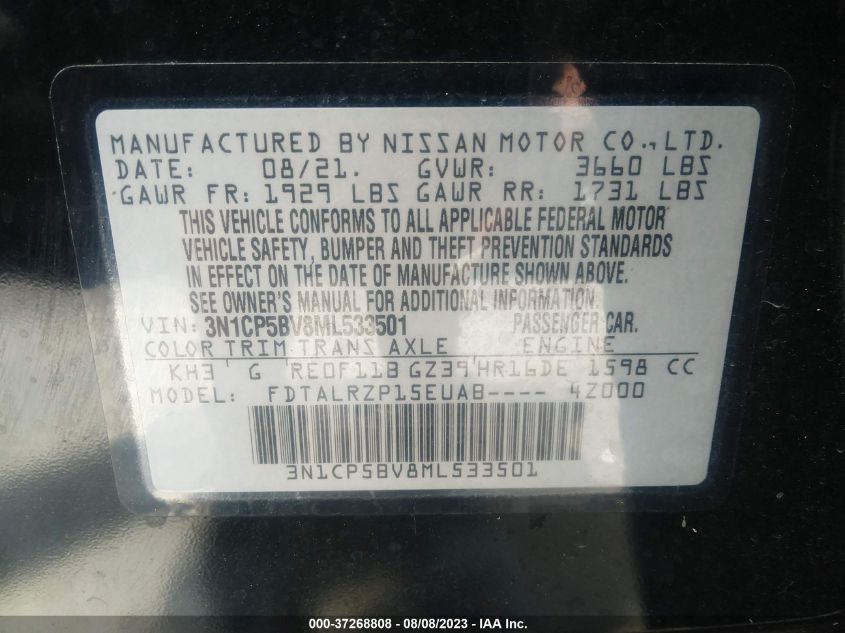 MANUFACTURED BY NISSAN MOTOR CO., LTD.
DATE: 08/21. GVWR: 3660 LBS
GAWR FR: 1929 LBS GAWR RR: 1731 LBS
THIS VEHICLE CONFORMS TO ALL APPLICABLE FEDERAL MOTOR
VEHICLE SAFETY, BUMPER AND THEFT PREVENTION STANDARDS
IN EFFECT ON THE DATE OF MANUFACTURE SHOWN ABOVE.
SEE OWNER'S MANUAL FOR ADDITIONAL INFORMATION.
VIN: 3N1CP5BV8ML533501 PASSENGER CAR.
COLOR TRIM TRANS AXLE ENGINE
KH3 G RE0F11B GZ39 HR16DE 1598 CC
MODEL: FDTALRZP15EUAB---- 4Z000
3N1CP5BV8ML533501
000-37268808 - 08/08/2023 - IAA Inc.